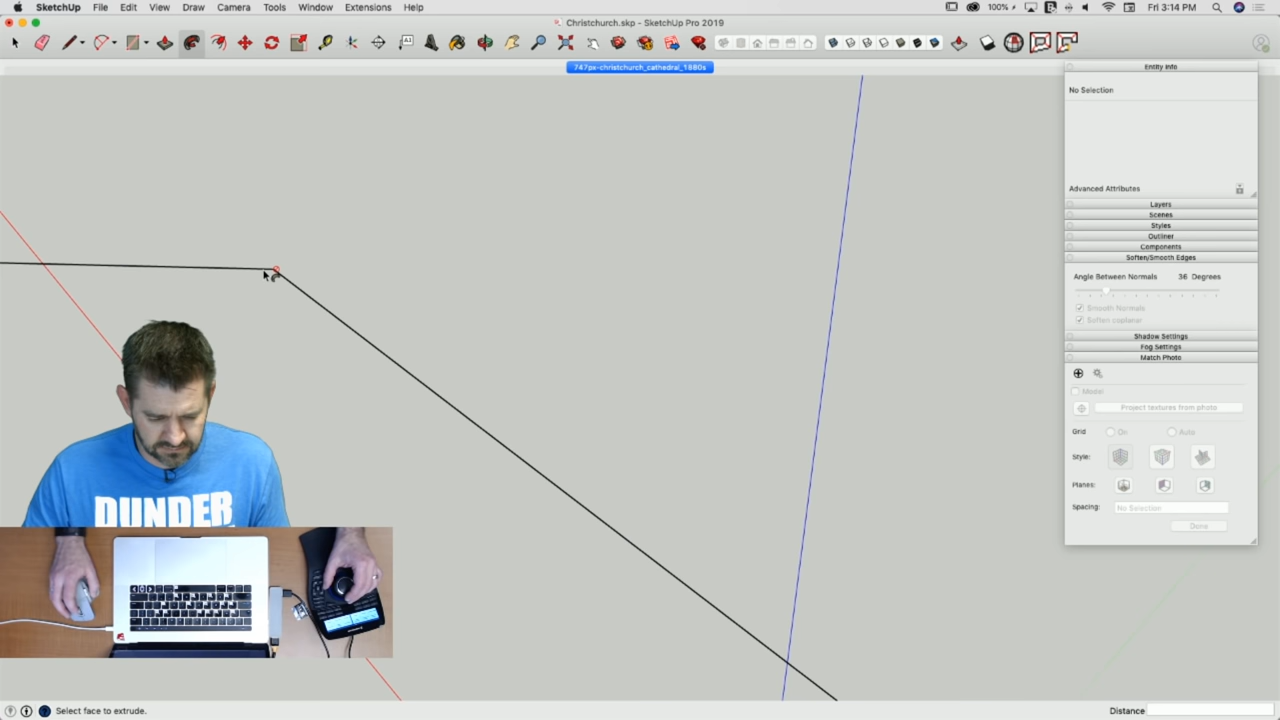 SketchUp File Edit View Draw Camera Tools Window Extensions Help 100% Fri 3:14 PM
Christchurch.skp - SketchUp Pro 2019
747px-christchurch_cathedral_1880s
Entity Info
No Selection
Advanced Attributes
Layers
Scenes
Styles
Outliner
Components
Soften/Smooth Edges
Angle Between Normals 36 Degrees
Smooth Normals
Soften coplanar
Shadow Settings
Fog Settings
Match Photo
Model
Project textures from photo
Grid On Auto
Style:
Planes:
Spacing: No Selection
Done
DUNDER
Select face to extrude.
Distance